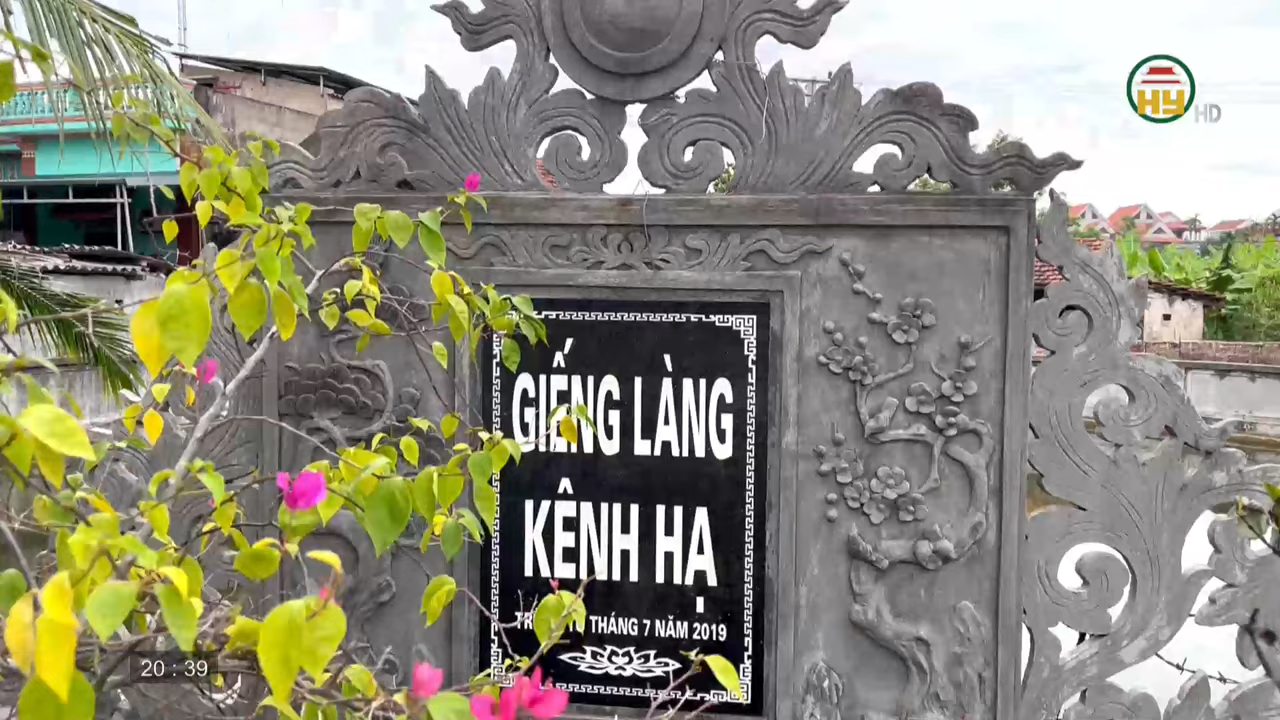 HY HD
GIẾNG LÀNG
KÊNH HẠ
THÁNG 7 NĂM 2019
20 : 39